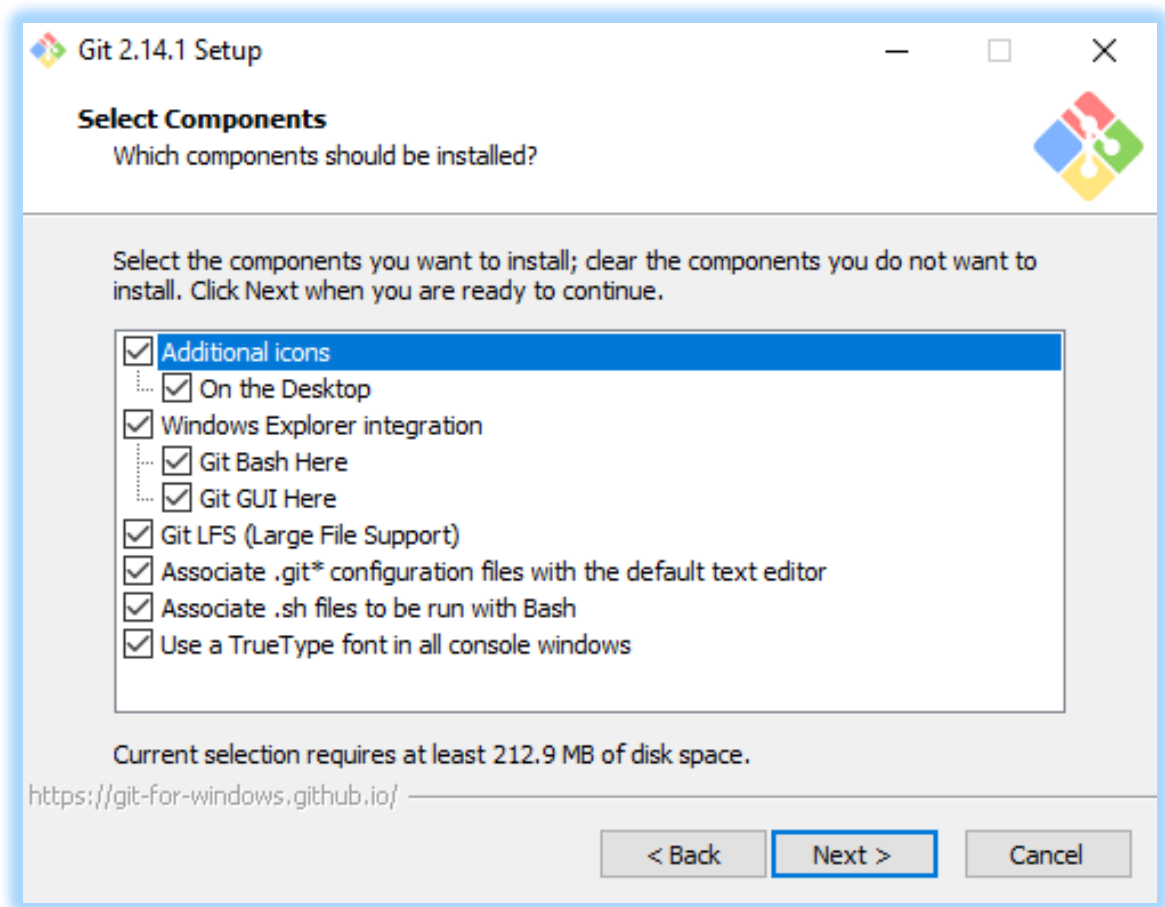 Git 2.14.1 Setup
Select Components
Which components should be installed?
Select the components you want to install; clear the components you do not want to
install. Click Next when you are ready to continue.
Additional icons
On the Desktop
Windows Explorer integration
Git Bash Here
Git GUI Here
Git LFS (Large File Support)
Associate .git* configuration files with the default text editor
Associate .sh files to be run with Bash
Use a TrueType font in all console windows
Current selection requires at least 212.9 MB of disk space.
https://git-for-windows.github.io/
< Back Next > Cancel